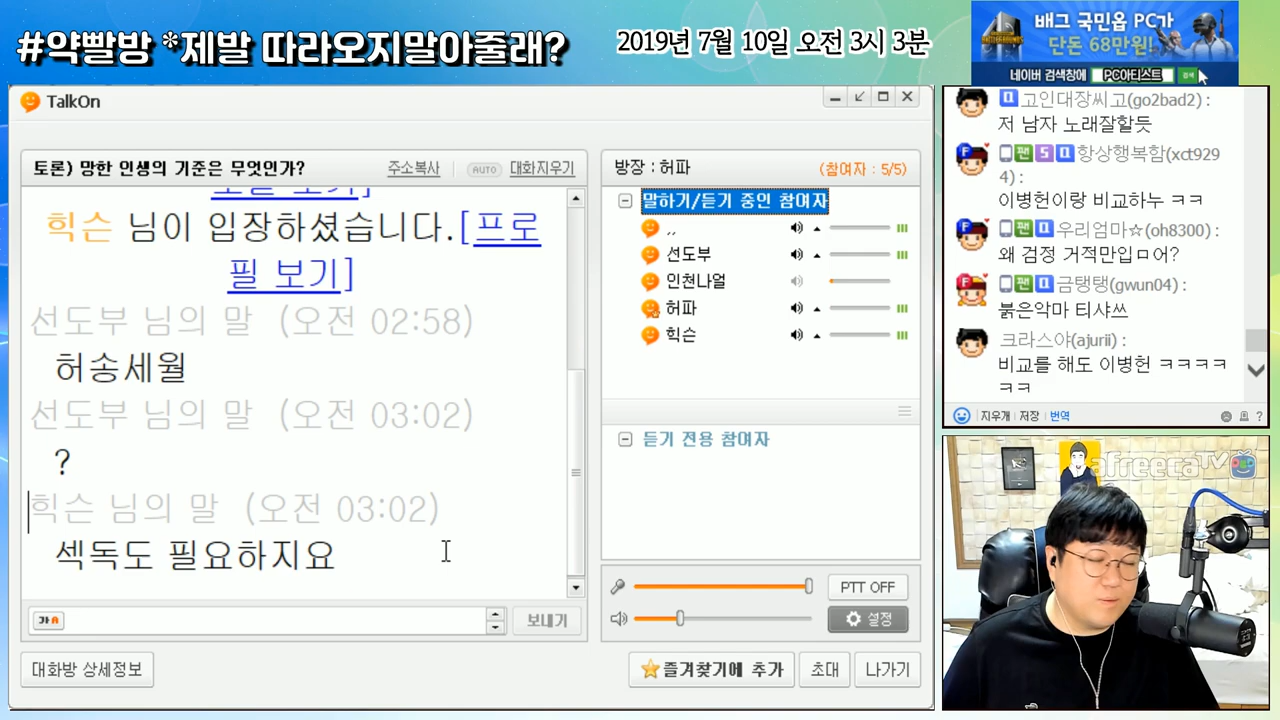 #약빨방 *제발 따라오지말아줄래?
2019년 7월 10일 오전 3시 3분
배그 국민읍 PC가
단돈 68만원!
네이버 검색창에 PC아티스트 검색
TalkOn
토론) 망한 인생의 기준은 무엇인가?
주소복사
AUTO
대화지우기
힉슨 님이 입장하셨습니다.[프로
필 보기]
선도부 님의 말 (오전 02:58)
허송세월
선도부 님의 말 (오전 03:02)
?
힉슨 님의 말 (오전 03:02)
섹독도 필요하지요
가
보내기
대화방 상세정보
방장 : 허파
(참여자 : 5/5)
말하기/듣기 중인 참여자
,,
선도부
인천나얼
허파
힉슨
듣기 전용 참여자
PTT OFF
설정
즐겨찾기에 추가
초대
나가기
고인대장씨고(go2bad2) :
저 남자 노래잘할듯
팬 S 항상행복함(xct929
4) :
이병헌이랑 비교하누 ㅋㅋ
팬 우리엄마☆(oh8300) :
왜 검정 거적만입ㅁ어?
팬 금탱탱(gwun04) :
붉은악마 티샤쓰
크라스야(ajurii) :
비교를 해도 이병헌 ㅋㅋㅋㅋ
ㅋㅋ
지우개
저장
번역
?
afreecaTV